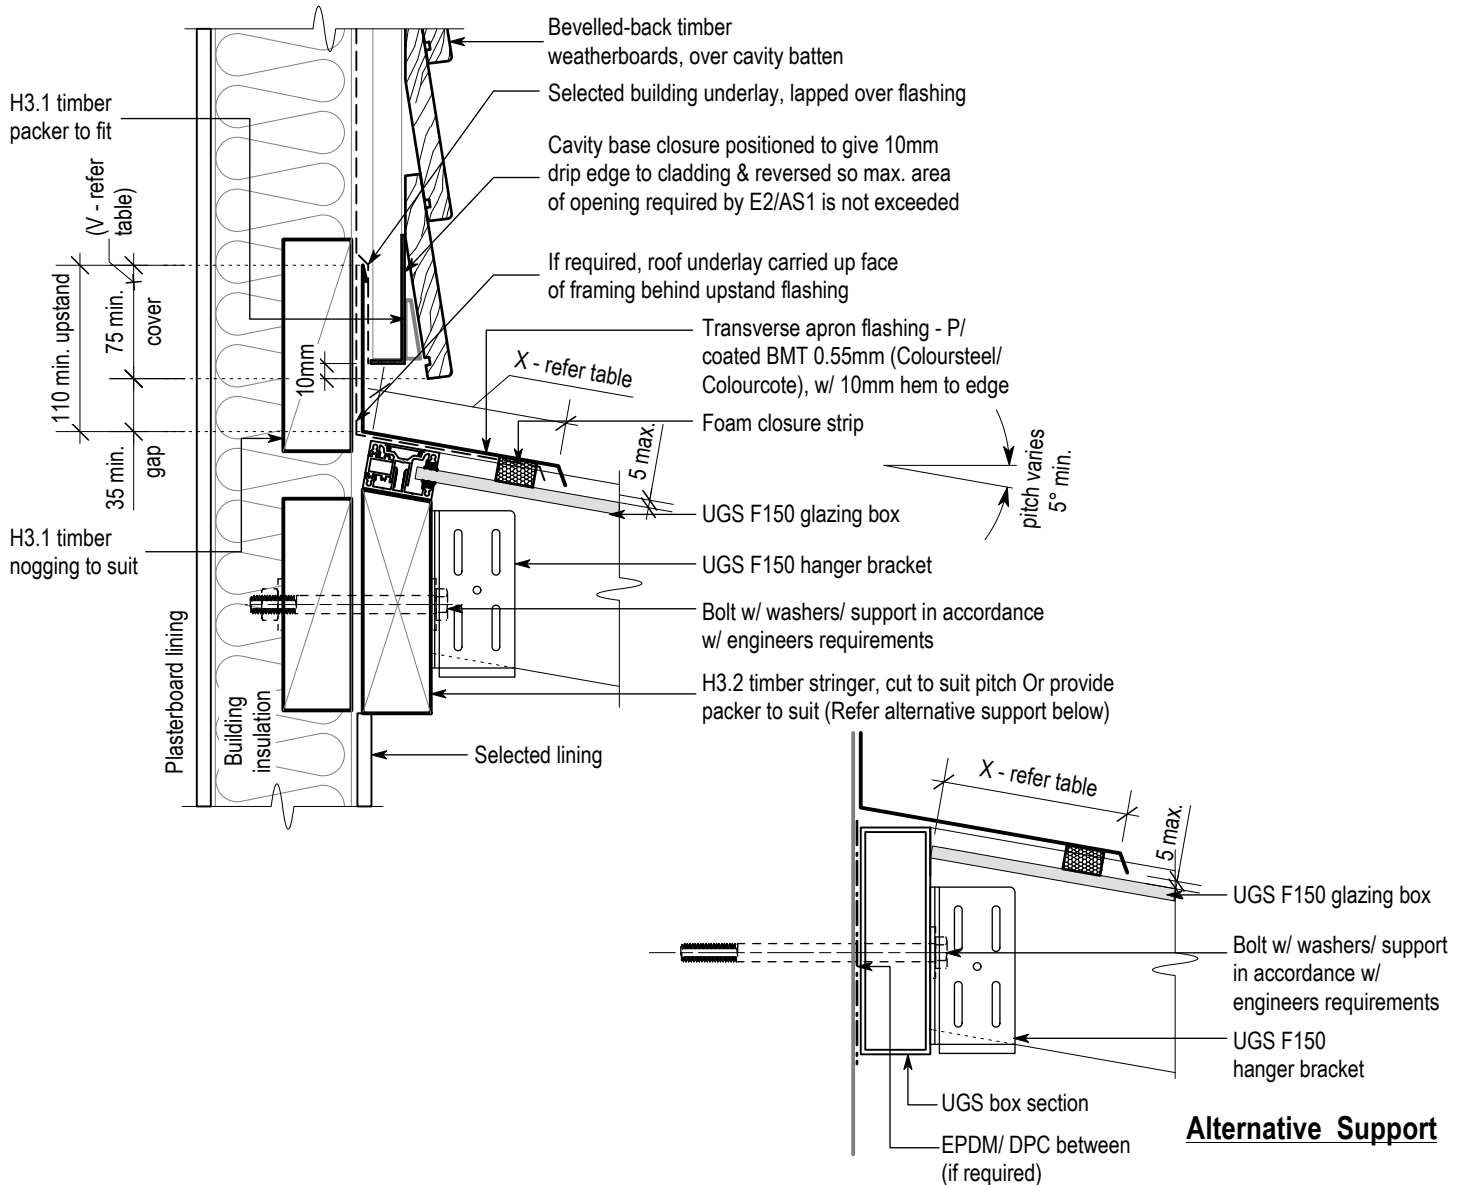 Bevelled-back timber
weatherboards, over cavity batten
Selected building underlay, lapped over flashing
H3.1 timber
packer to fit
Cavity base closure positioned to give 10mm
drip edge to cladding & reversed so max. area
of opening required by E2/AS1 is not exceeded
(V - refer
table)
If required, roof underlay carried up face
of framing behind upstand flashing
110 min. upstand
75 min.
cover
10mm
35 min.
gap
X - refer table
Transverse apron flashing - P/
coated BMT 0.55mm (Coloursteel/
Colourcote), w/ 10mm hem to edge
Foam closure strip
5 max.
pitch varies
5° min.
UGS F150 glazing box
H3.1 timber
nogging to suit
UGS F150 hanger bracket
Bolt w/ washers/ support in accordance
w/ engineers requirements
H3.2 timber stringer, cut to suit pitch Or provide
packer to suit (Refer alternative support below)
Plasterboard lining
Building
insulation
Selected lining
X - refer table
5 max.
UGS F150 glazing box
Bolt w/ washers/ support
in accordance w/
engineers requirements
UGS F150
hanger bracket
UGS box section
EPDM/ DPC between
(if required)
Alternative Support